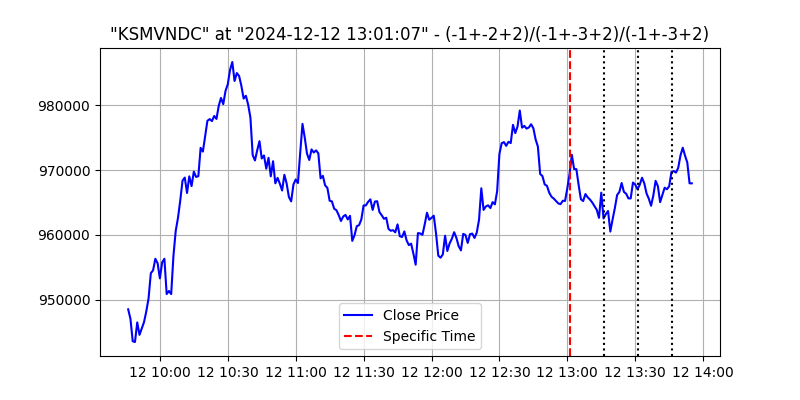 "KSMVNDC" at "2024-12-12 13:01:07" - (-1+-2+2)/(-1+-3+2)/(-1+-3+2)
980000
970000
960000
950000
Close Price
Specific Time
12 10:00 12 10:30 12 11:00 12 11:30 12 12:00 12 12:30 12 13:00 12 13:30 12 14:00